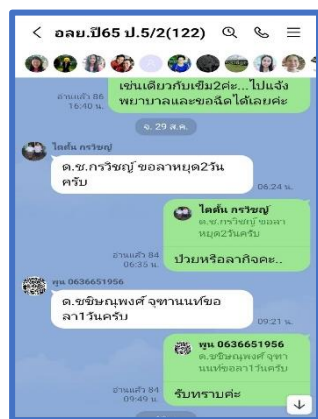 อลย.ปี65 ป.5/2(122)
เช่นเดียวกับเข็ม2ค่ะ...ไปแจ้ง
พยาบาลและขอฉีดได้เลยค่ะ
อ่านแล้ว 86
16:40 น.
จ. 29 ส.ค.
ไตตั้น กรวิชญ์
ด.ช.กรวิชญ์ ขอลาหยุด2วัน
ครับ
06:24 น.
ไตตั้น กรวิชญ์
ด.ช.กรวิชญ์ ขอลา
หยุด2วันครับ
ป่วยหรือลากิจคะ..
อ่านแล้ว 84
06:35 น.
พูน 0636651956
ด.ชชิษณุพงศ์ จุฑานนท์ขอ
ลา1วันครับ
09:21 น.
พูน 0636651956
ด.ชชิษณุพงศ์ จุฑา
นนท์ขอลา1วันครับ
รับทราบค่ะ
อ่านแล้ว 84
09:49 น.